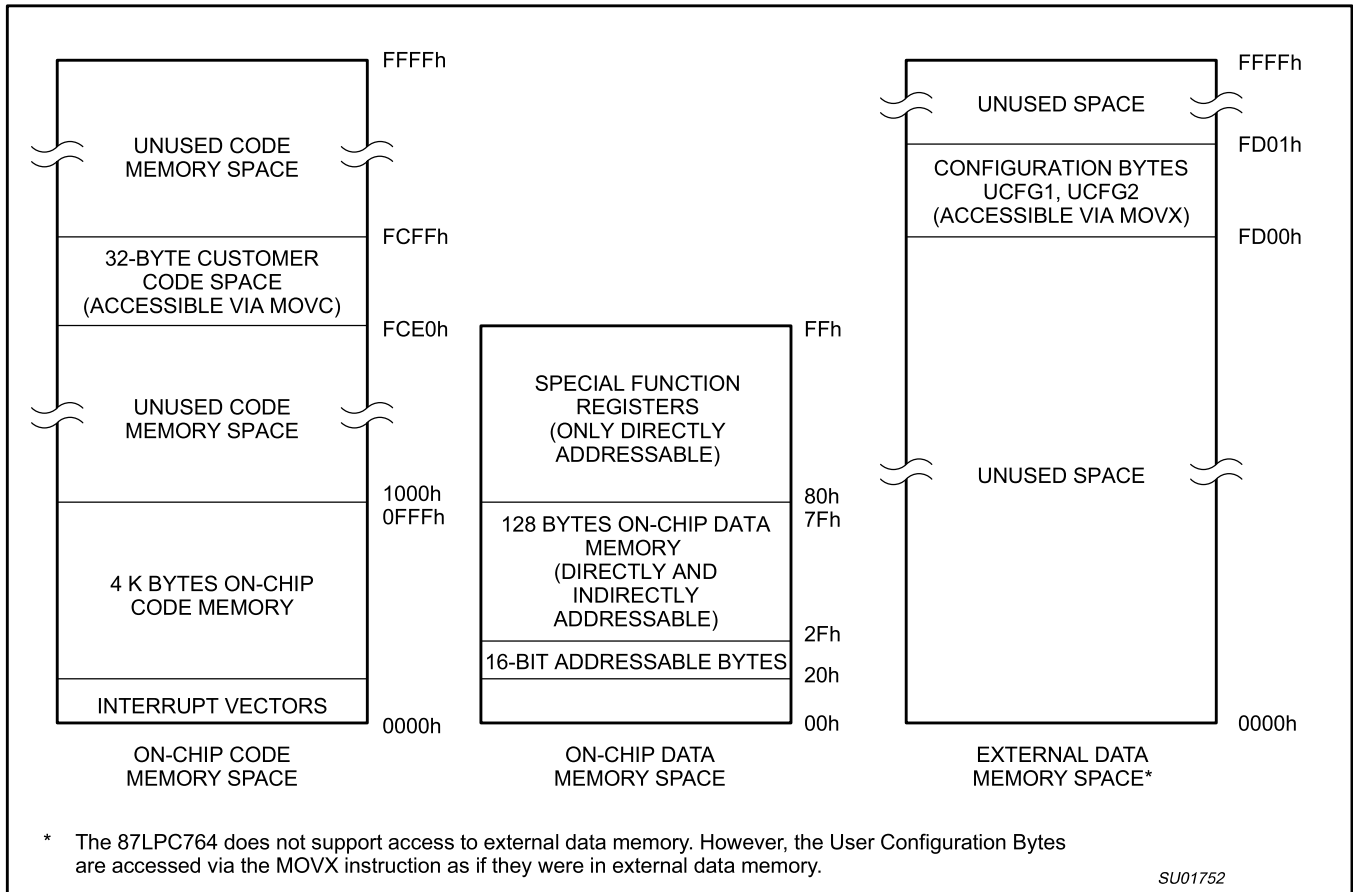 FFFFh
UNUSED CODE
MEMORY SPACE
FCFFh
32-BYTE CUSTOMER
CODE SPACE
(ACCESSIBLE VIA MOVC)
FCE0h
UNUSED CODE
MEMORY SPACE
1000h
0FFFh
4 K BYTES ON-CHIP
CODE MEMORY
INTERRUPT VECTORS
0000h
ON-CHIP CODE
MEMORY SPACE
FFh
SPECIAL FUNCTION
REGISTERS
(ONLY DIRECTLY
ADDRESSABLE)
80h
7Fh
128 BYTES ON-CHIP DATA
MEMORY
(DIRECTLY AND
INDIRECTLY
ADDRESSABLE)
2Fh
16-BIT ADDRESSABLE BYTES
20h
00h
ON-CHIP DATA
MEMORY SPACE
FFFFh
UNUSED SPACE
FD01h
CONFIGURATION BYTES
UCFG1, UCFG2
(ACCESSIBLE VIA MOVX)
FD00h
UNUSED SPACE
0000h
EXTERNAL DATA
MEMORY SPACE*
* The 87LPC764 does not support access to external data memory. However, the User Configuration Bytes
are accessed via the MOVX instruction as if they were in external data memory.
SU01752